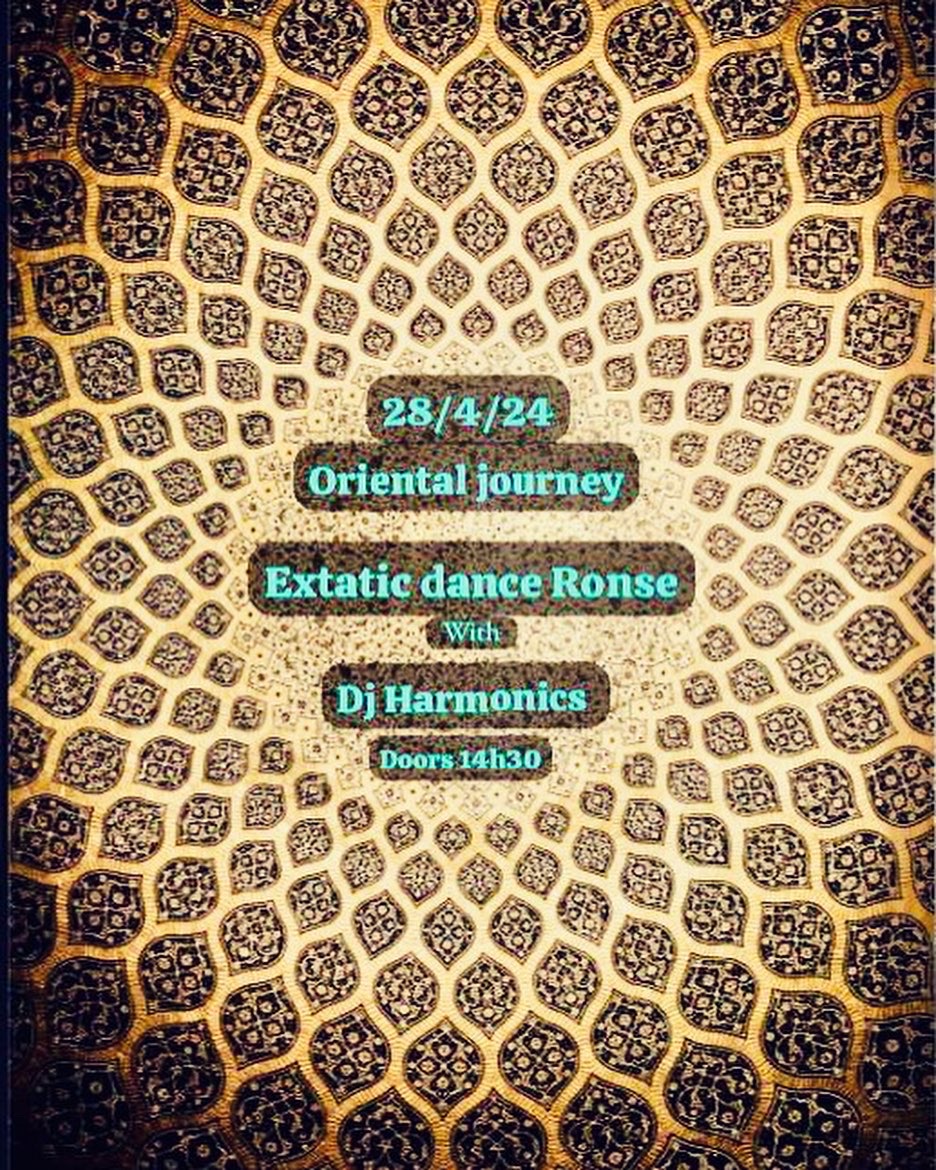 28/4/24
Oriental journey
Extatic dance Ronse
With
Dj Harmonics
Doors 14h30